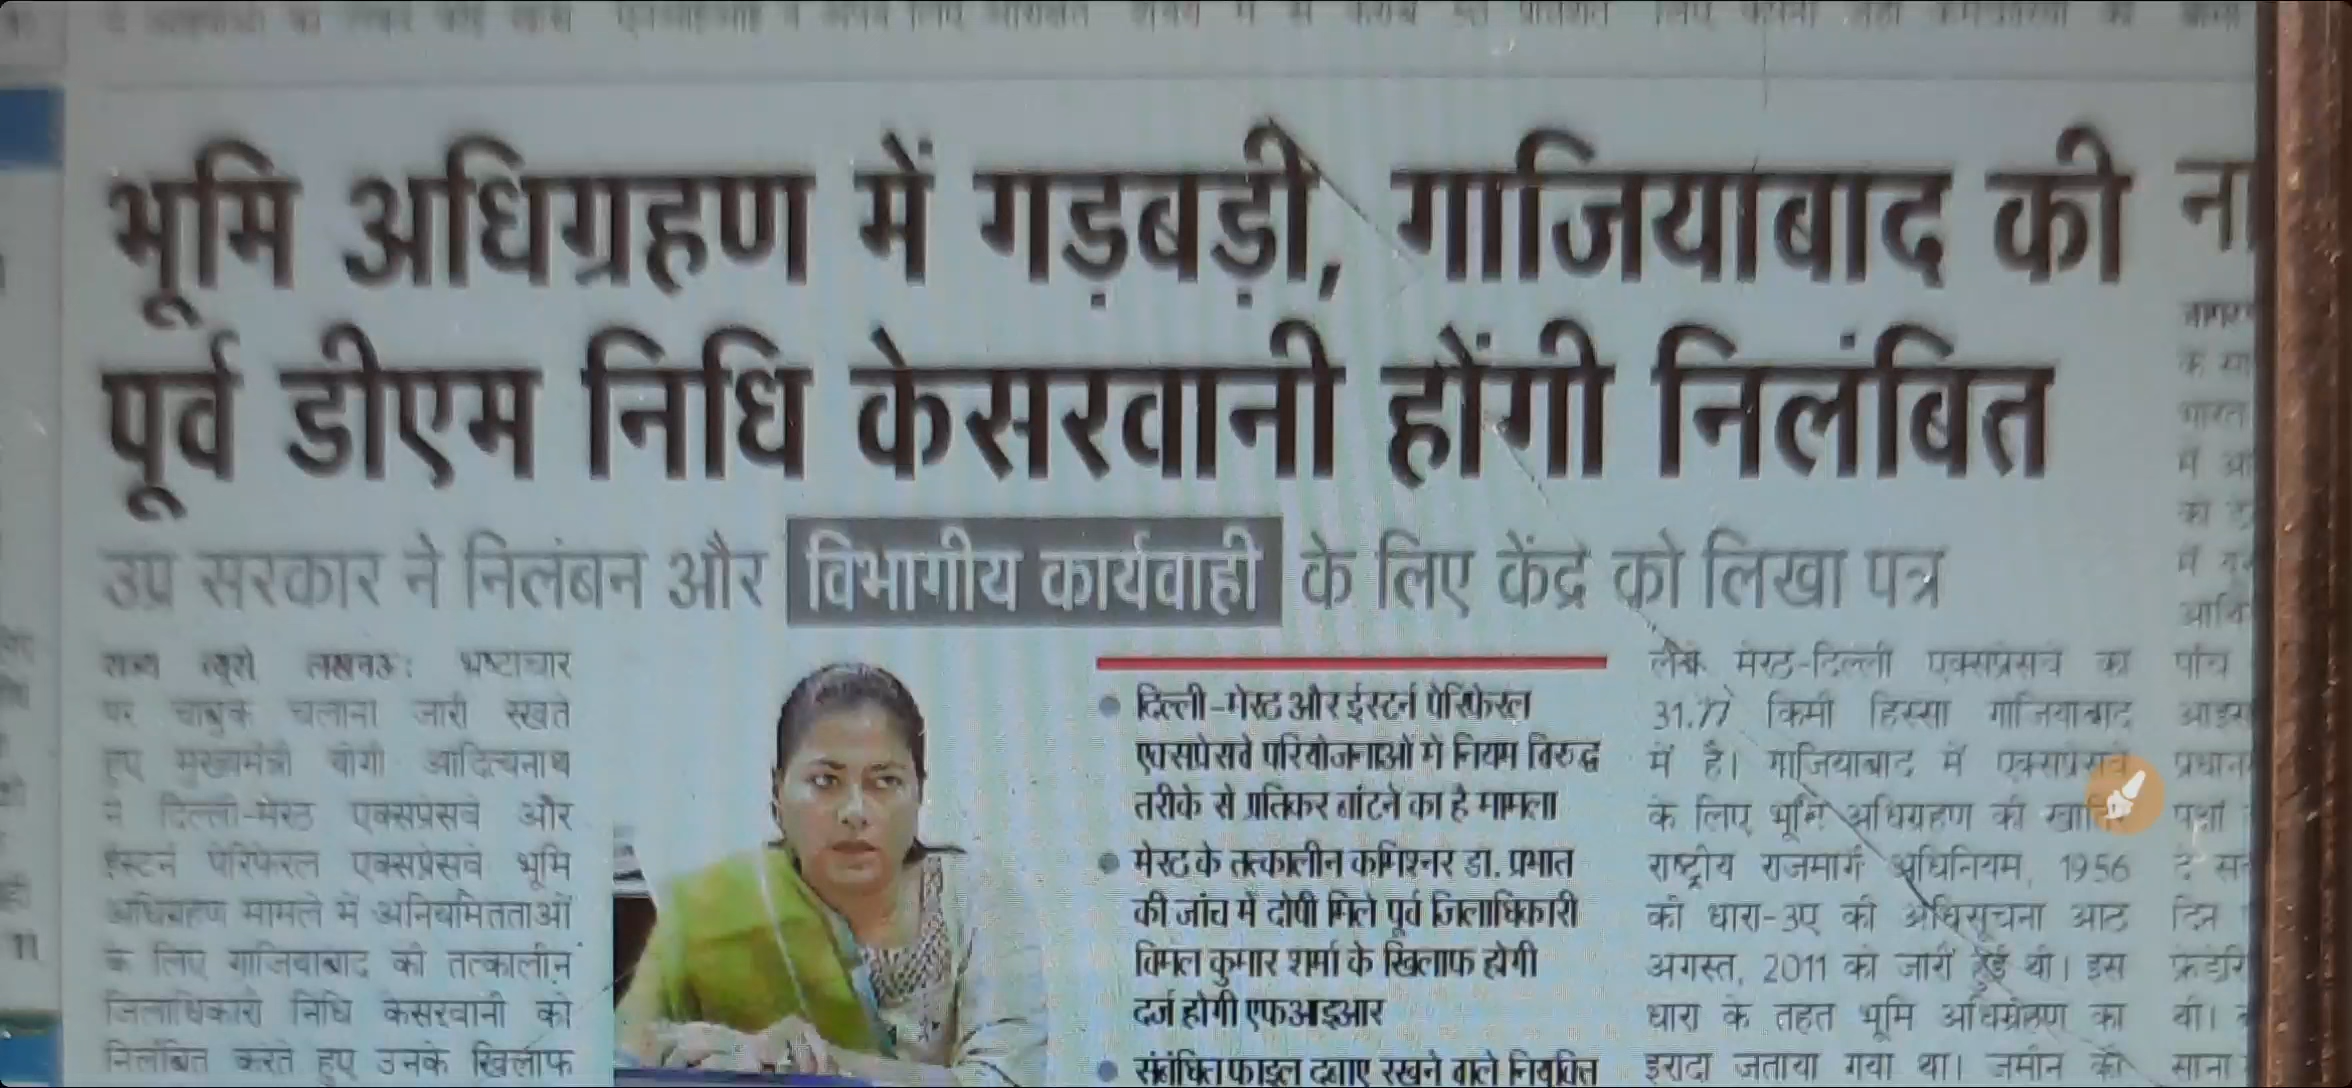 भूमि अधिग्रहण में गड़बड़ी, गाजियाबाद की
पूर्व डीएम निधि केसरवानी होंगी निलंबित
उप्र सरकार ने निलंबन और विभागीय कार्यवाही के लिए केंद्र को लिखा पत्र
राज्य ब्यूरो लखनऊ: भ्रष्टाचार
पर चाबुक चलाना जारी रखते
हुए मुख्यमंत्री योगी आदित्यनाथ
ने दिल्ली-मेरठ एक्सप्रेसवे और
ईस्टर्न पेरिफेरल एक्सप्रेसवे भूमि
अधिग्रहण मामले में अनियमितताओं
के लिए गाजियाबाद की तत्कालीन
जिलाधिकारी निधि केसरवानी को
निलंबित करते हुए उनके खिलाफ
दिल्ली-मेरठ और ईस्टर्न पेरिफेरल
एक्सप्रेसवे परियोजनाओं में नियम विरुद्ध
तरीके से प्रतिकर बांटने का है मामला
मेरठ के तत्कालीन कमिश्नर डा. प्रभात
की जांच में दोषी मिले पूर्व जिलाधिकारी
विमल कुमार शर्मा के खिलाफ होगी
दर्ज होगी एफआइआर
संबंधित फाइल दबाए रखने वाले नियुक्ति
लंबे मेरठ-दिल्ली एक्सप्रेसवे का
31.77 किमी हिस्सा गाजियाबाद
में है। गाजियाबाद में एक्सप्रेसवे
के लिए भूमि अधिग्रहण की खातिर
राष्ट्रीय राजमार्ग अधिनियम, 1956
की धारा-3ए की अधिसूचना आठ
अगस्त, 2011 को जारी हुई थी। इस
धारा के तहत भूमि अधिग्रहण का
इरादा जताया गया था। जमीन को
ना
भारत
पांच
दिन
थी।
11